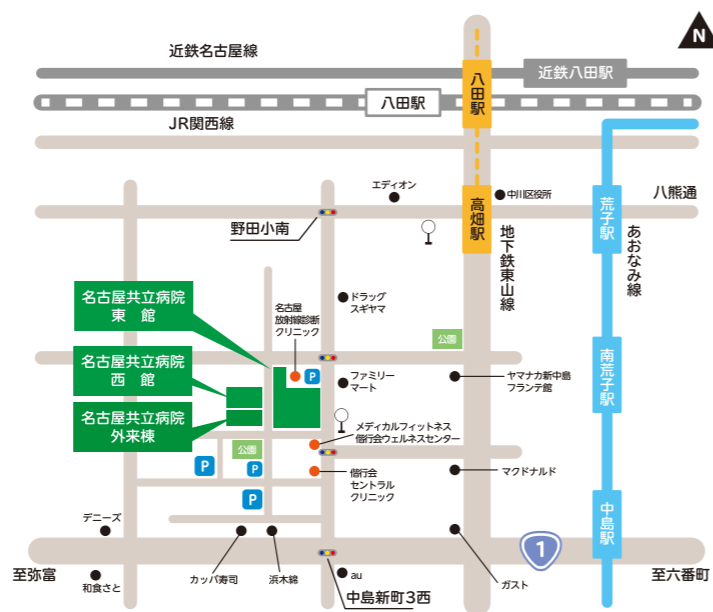 近鉄名古屋線
N
近鉄八田駅
八田駅
八田駅
JR関西線
エディオン
中川区役所
八熊通
野田小南
高畑駅
地下鉄東山線
荒子駅
あおなみ線
名古屋共立病院
東 館
名古屋
放射線診断
クリニック
ドラッグ
スギヤマ
公園
名古屋共立病院
西 館
P
ファミリー
マート
ヤマナカ新中島
フランテ館
南荒子駅
名古屋共立病院
外来棟
メディカルフィットネス
偕行会ウェルネスセンター
公園
P
P
偕行会
セントラル
クリニック
マクドナルド
P
中島駅
デニーズ
1
至弥富
和食さと
カッパ寿司
浜木綿
au
中島新町3西
ガスト
至六番町